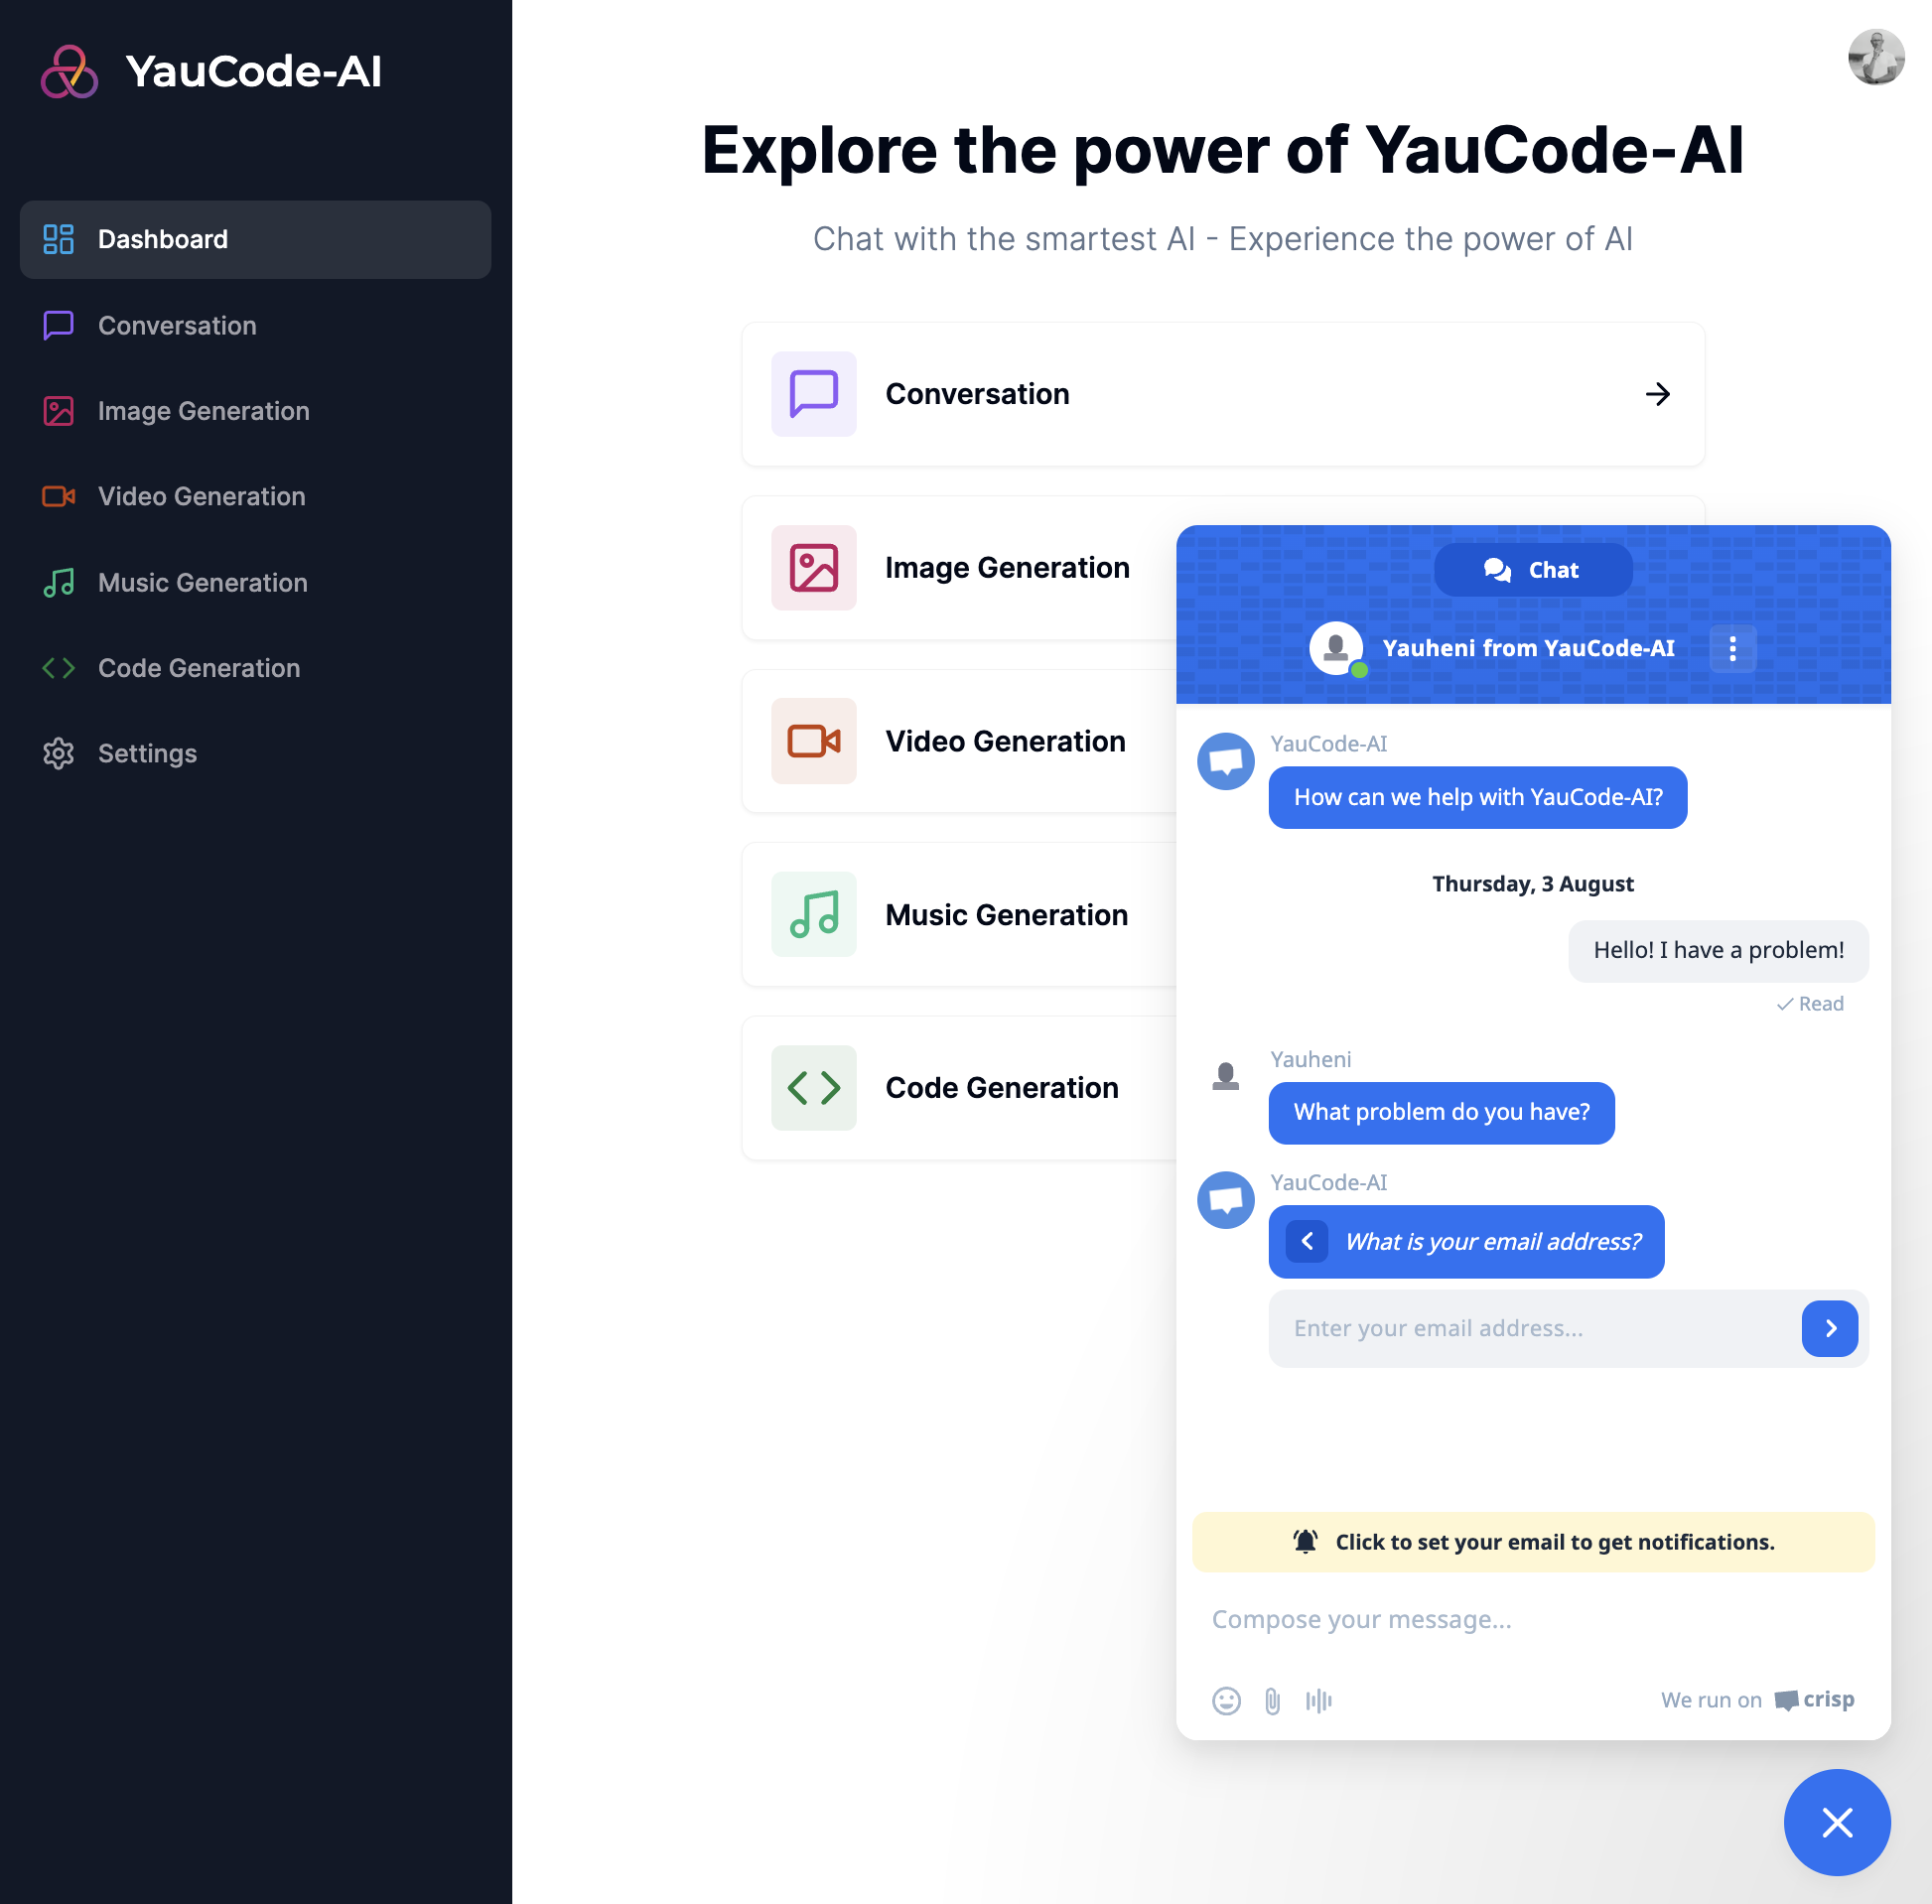 YauCode-AI
Dashboard
Conversation
Image Generation
Video Generation
Music Generation
Code Generation
Settings
Explore the power of YauCode-AI
Chat with the smartest AI - Experience the power of AI
Conversation
Image Generation
Video Generation
Music Generation
Code Generation
Chat
Yauheni from YauCode-AI
YauCode-AI
How can we help with YauCode-AI?
Thursday, 3 August
Hello! I have a problem!
Read
Yauheni
What problem do you have?
YauCode-AI
What is your email address?
Enter your email address...
Click to set your email to get notifications.
Compose your message...
We run on crisp